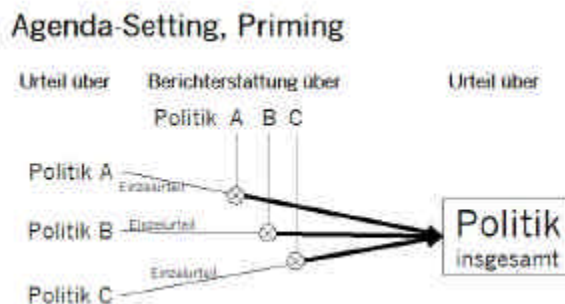 Agenda-Setting, Priming
Urteil über Berichterstattung über Urteil über
Politik A B C
Politik A
Einzelurteil
Politik B Einzelurteil
Politik
insgesamt
Einzelurteil
Politik C